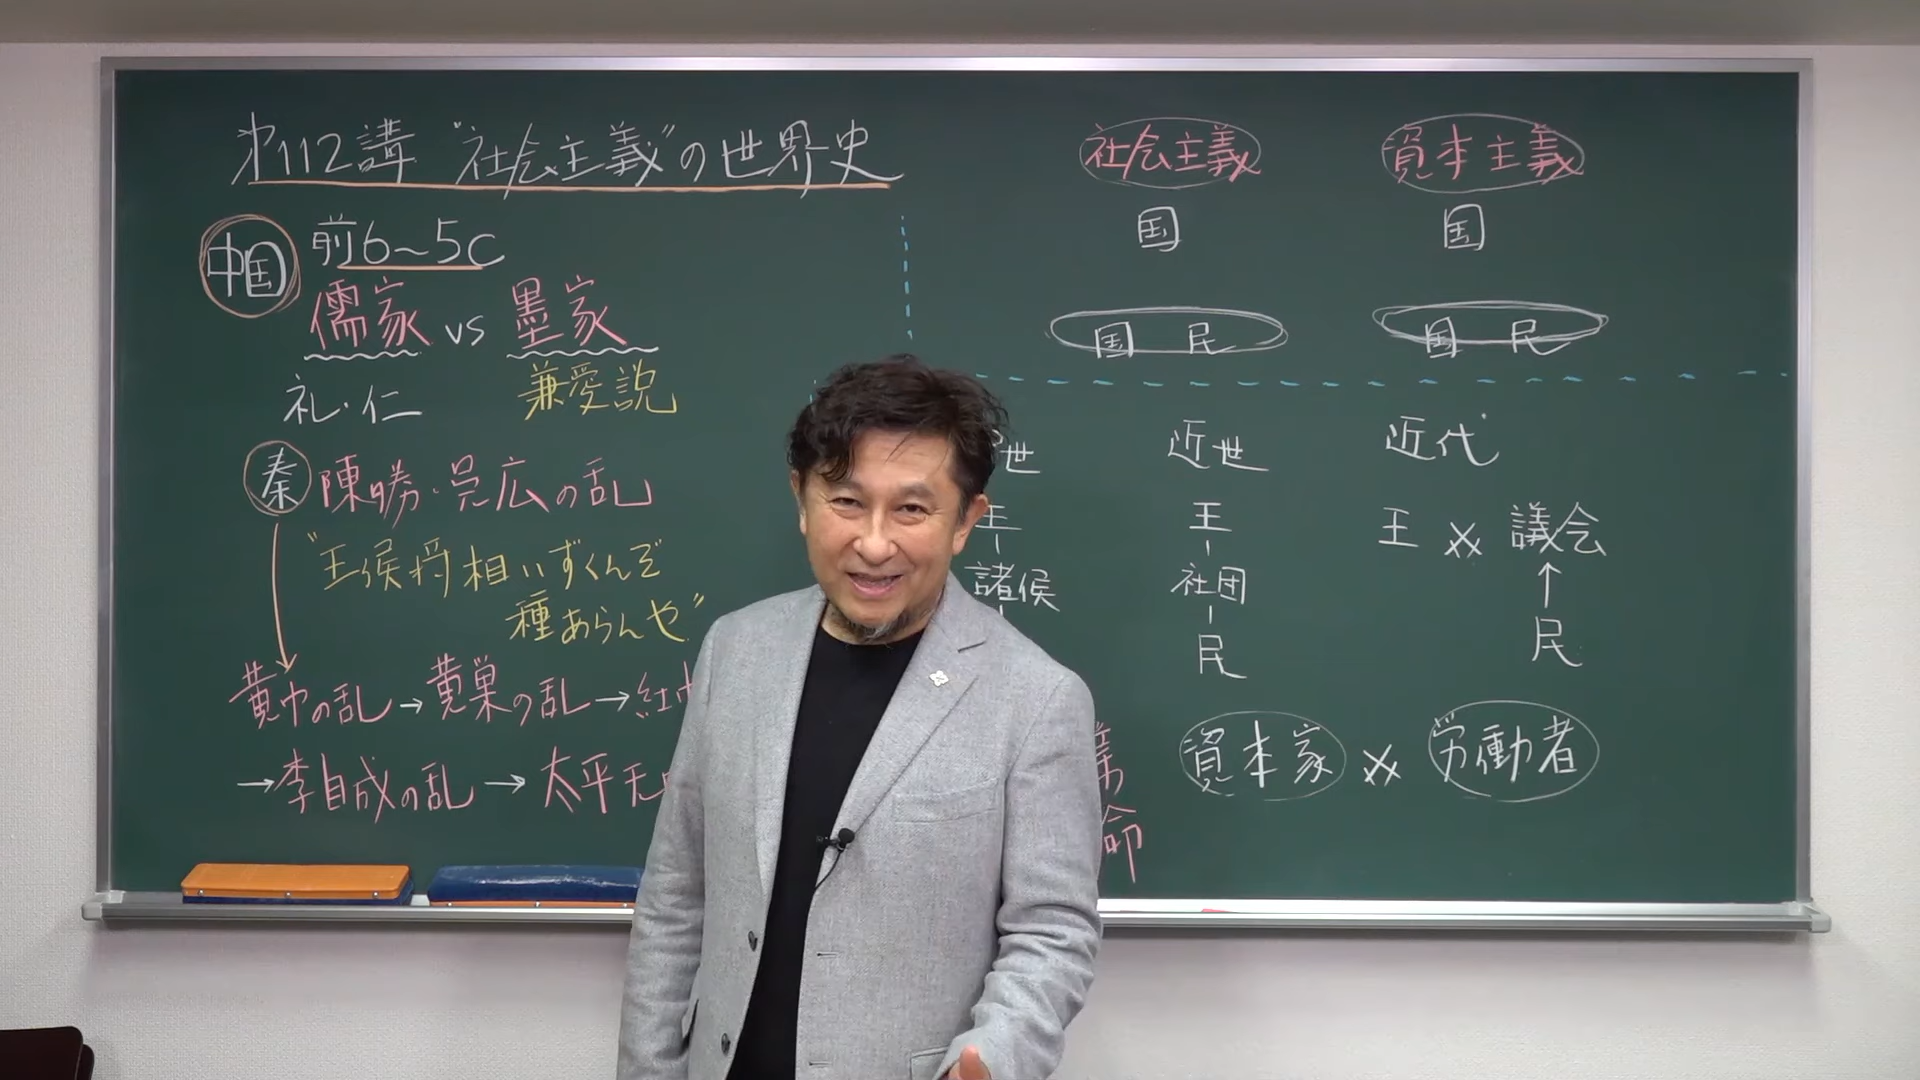 第112講 "社会主義"の世界史
中国 前6〜5c
儒家 vs 墨家
礼・仁 兼愛説
秦 陳勝・呉広の乱
"王侯将相いずくんぞ
種あらんや"
黄巾の乱→黄巣の乱→紅巾
→李自成の乱→太平天
社会主義 資本主義
国 国
国 民 国 民
世 近世 近代
王 王 王 × 議会
諸侯 社団 ↑
民 民
資本家 × 労働者
業
命